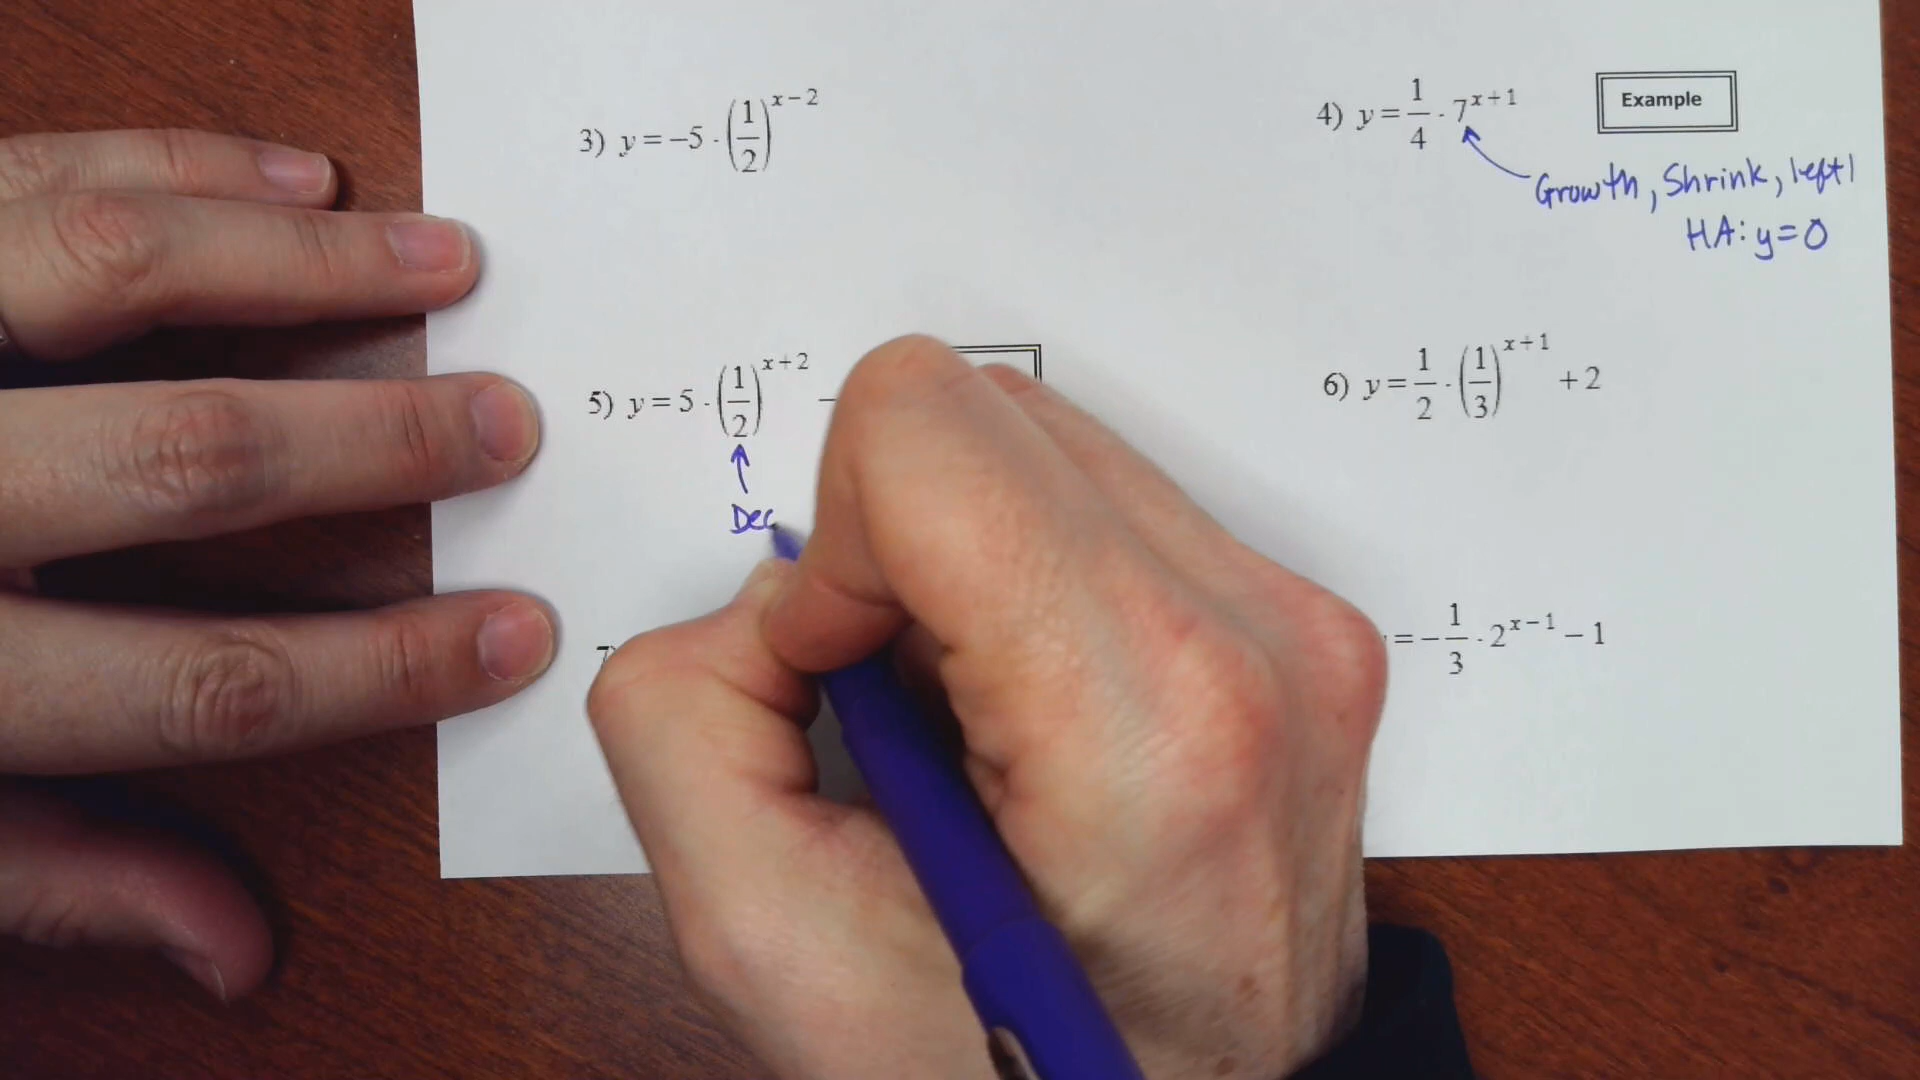 3) y = -5 · (1/2)^(x-2)
4) y = 1/4 · 7^(x+1)
Example
Growth, Shrink, left 1
HA: y=0
5) y = 5 · (1/2)^(x+2) −
Dec
6) y = 1/2 · (1/3)^(x+1) + 2
7)
= -1/3 · 2^(x-1) - 1